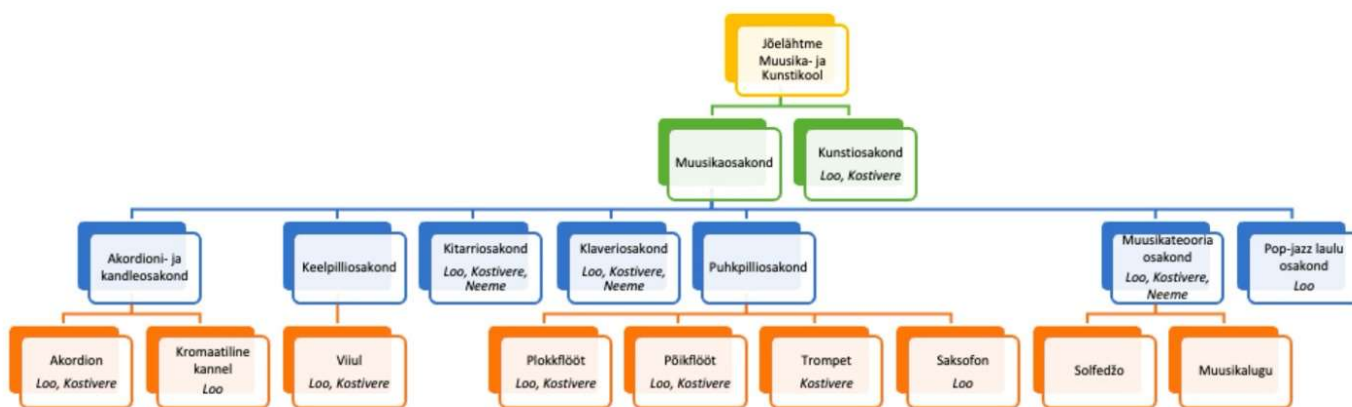 Jõelähtme
Muusika- ja
Kunstikool
Muusikaosakond
Kunstiosakond
Loo, Kostivere
Akordioni- ja
kandleosakond
Keelpilliosakond
Kitarriosakond
Loo, Kostivere,
Neeme
Klaveriosakond
Loo, Kostivere,
Neeme
Puhkpilliosakond
Muusikateooria
osakond
Loo, Kostivere,
Neeme
Pop-jazz laulu
osakond
Loo
Akordion
Loo, Kostivere
Kromaatiline
kannel
Loo
Viiul
Loo, Kostivere
Plokkflööt
Loo, Kostivere
Põikflööt
Loo, Kostivere
Trompet
Kostivere
Saksofon
Loo
Solfedžo
Muusikalugu